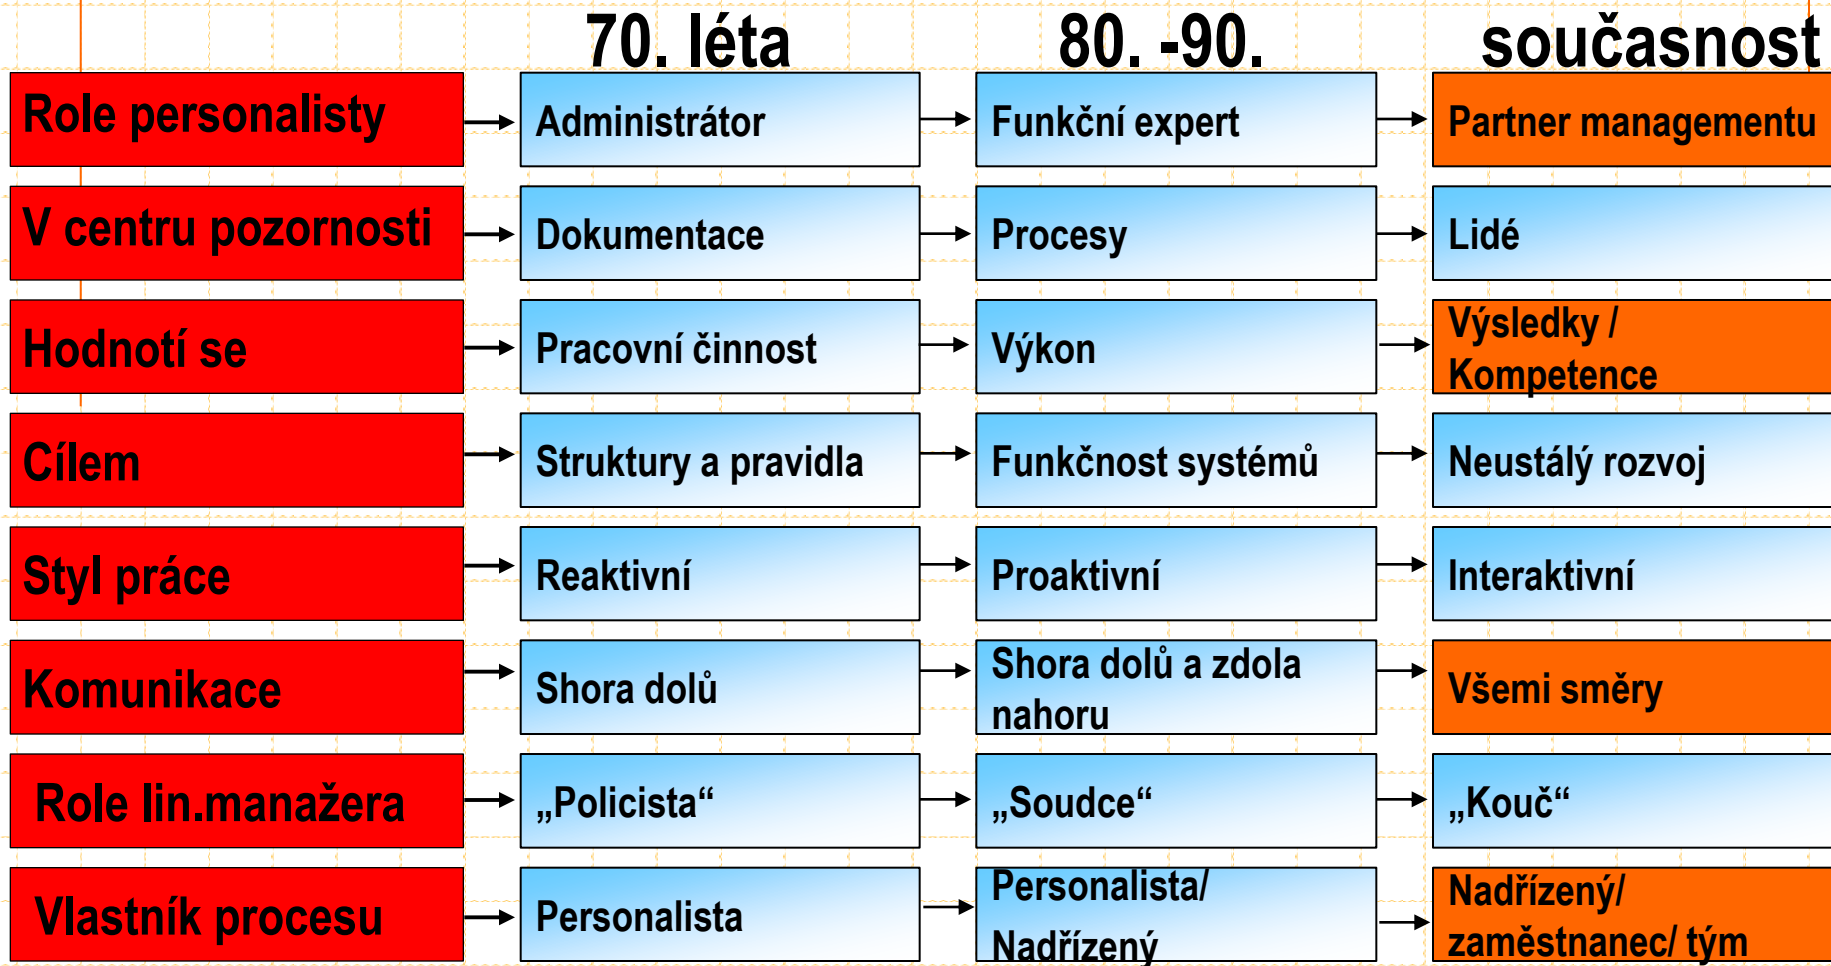 70. léta 80. -90. současnost
Role personalisty Administrátor Funkční expert Partner managementu
V centru pozornosti Dokumentace Procesy Lidé
Hodnotí se Pracovní činnost Výkon Výsledky /
Kompetence
Cílem Struktury a pravidla Funkčnost systémů Neustálý rozvoj
Styl práce Reaktivní Proaktivní Interaktivní
Komunikace Shora dolů Shora dolů a zdola
nahoru Všemi směry
Role lin.manažera „Policista“ „Soudce“ „Kouč“
Vlastník procesu Personalista Personalista/
Nadřízený Nadřízený/
zaměstnanec/ tým